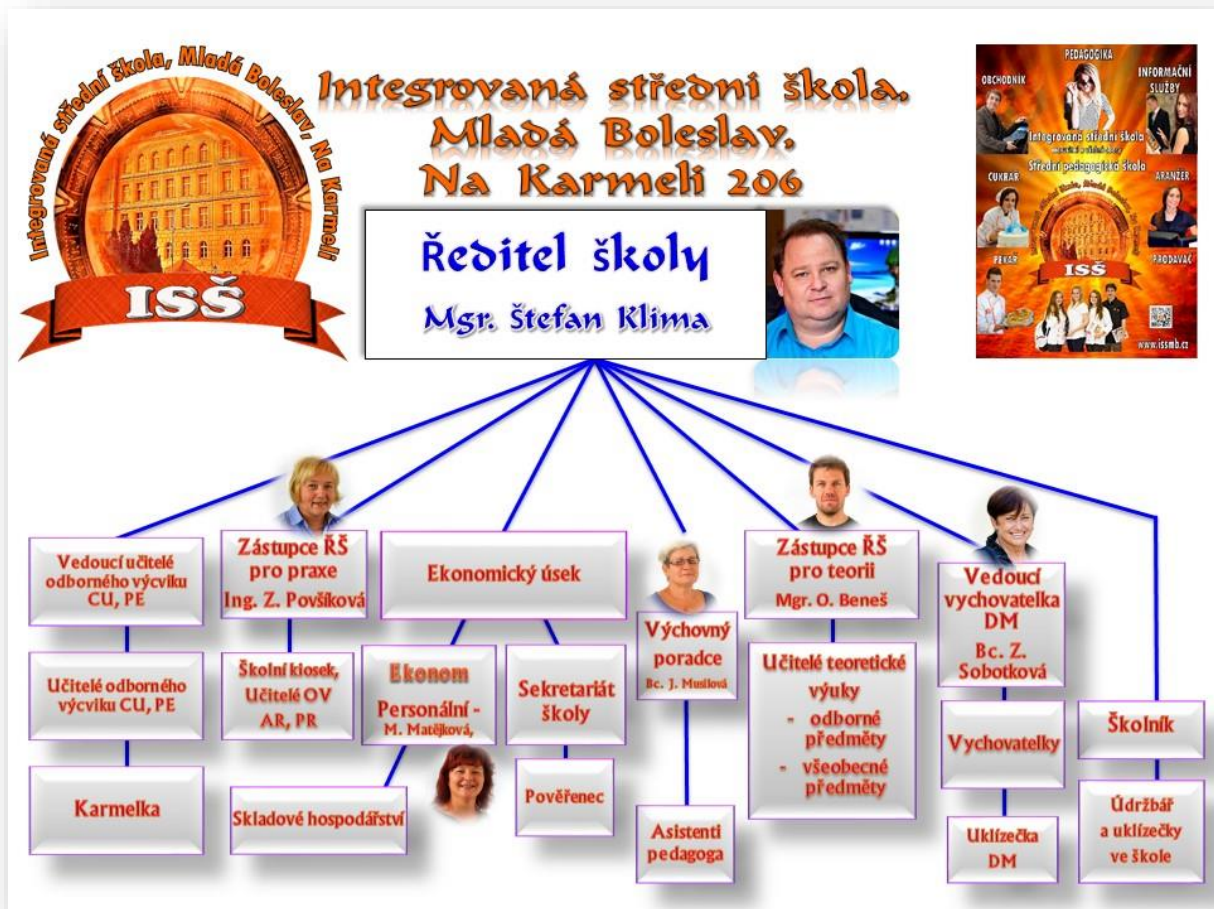 Integrovaná střední škola, Mladá Boleslav, Na Karmeli
ISŠ
Integrovaná střední škola,
Mladá Boleslav,
Na Karmeli 206
Ředitel školy
Mgr. Štefan Klima
PEDAGOGIKA
OBCHODNÍK
INFORMAČNÍ
SLUŽBY
Integrovaná střední škola
Střední pedagogická škola
CUKRÁŘ
ARANŽÉR
PEKAŘ
PRODAVAČ
ISŠ
www.issmb.cz
Vedoucí učitelé
odborného výcviku
CU, PE
Zástupce ŘŠ
pro praxe
Ing. Z. Povšíková
Ekonomický úsek
Výchovný
poradce
Bc. J. Musilová
Zástupce ŘŠ
pro teorii
Mgr. O. Beneš
Vedoucí
vychovatelka
DM
Bc. Z.
Sobotková
Učitelé odborného
výcviku CU, PE
Školní kiosek,
Učitelé OV
AR, PR
Ekonom
Personální -
M. Matějková,
Sekretariát
školy
Učitelé teoretické
výuky
- odborné
předměty
- všeobecné
předměty
Vychovatelky
Školník
Karmelka
Skladové hospodářství
Pověřenec
Asistenti
pedagoga
Uklízečka
DM
Údržbář
a uklízečky
ve škole